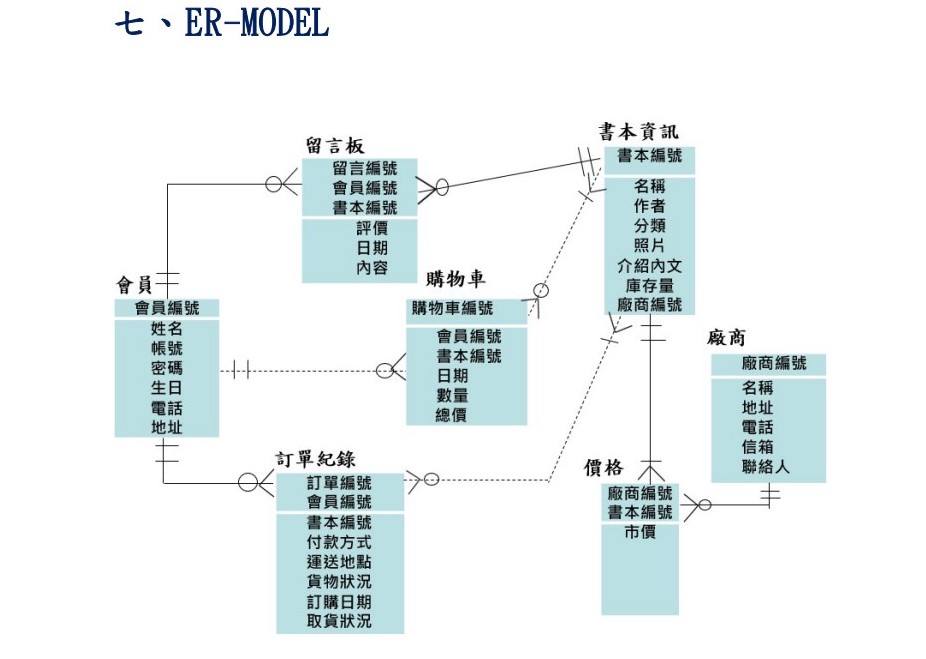 七、ER-MODEL
留言板
留言編號
會員編號
書本編號
評價
日期
內容
書本資訊
書本編號
名稱
作者
分類
照片
介紹內文
庫存量
廠商編號
會員
會員編號
姓名
帳號
密碼
生日
電話
地址
購物車
購物車編號
會員編號
書本編號
日期
數量
總價
廠商
廠商編號
名稱
地址
電話
信箱
聯絡人
訂單紀錄
訂單編號
會員編號
書本編號
付款方式
運送地點
貨物狀況
訂購日期
取貨狀況
價格
廠商編號
書本編號
市價